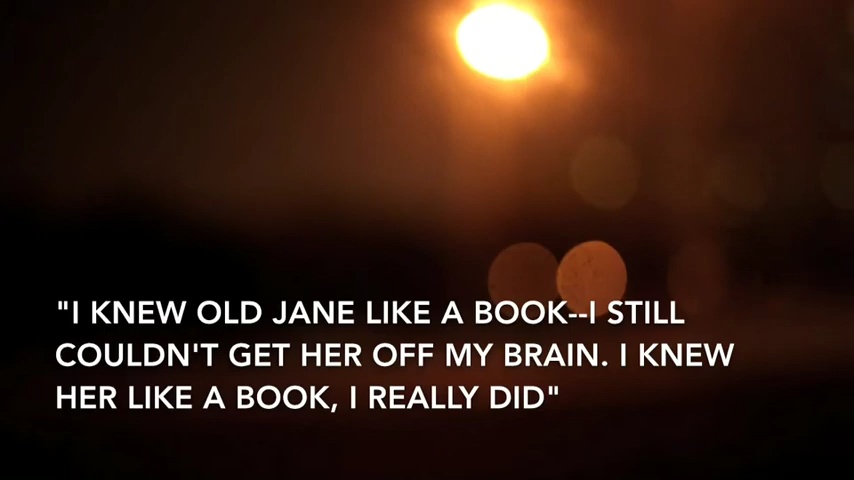 "I KNEW OLD JANE LIKE A BOOK--I STILL
COULDN'T GET HER OFF MY BRAIN. I KNEW
HER LIKE A BOOK, I REALLY DID"